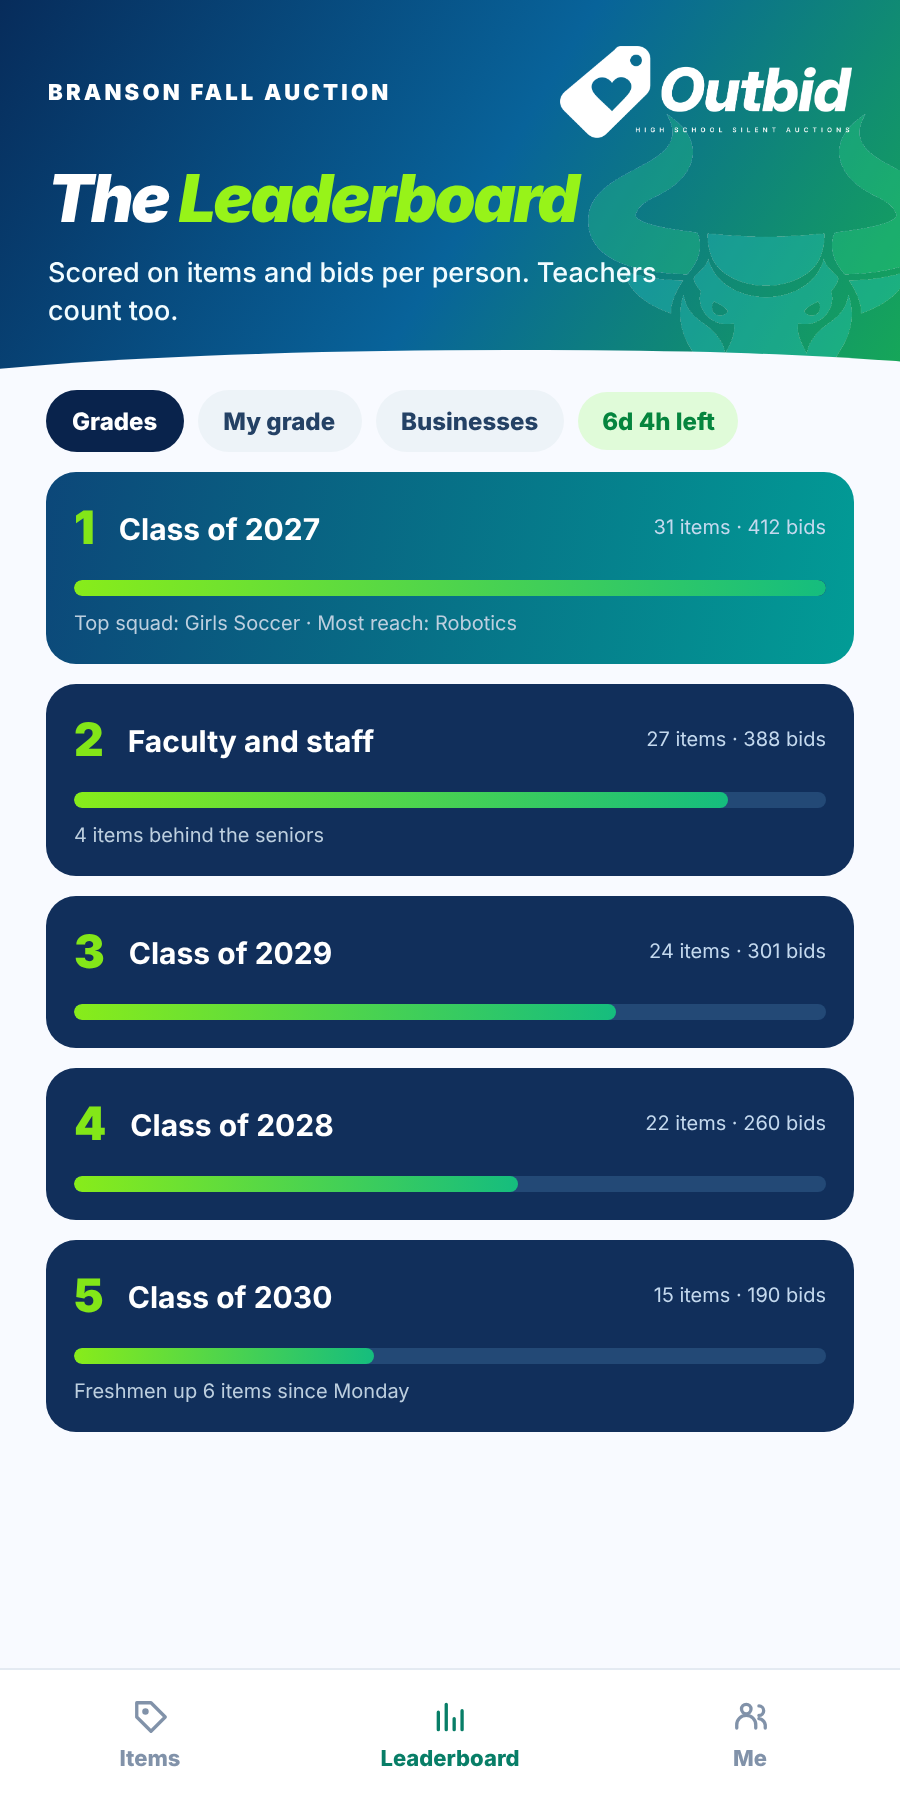 BRANSON FALL AUCTION
Outbid
HIGH SCHOOL SILENT AUCTIONS
The Leaderboard
Scored on items and bids per person. Teachers
count too.
Grades
My grade
Businesses
6d 4h left
1 Class of 2027
31 items · 412 bids
Top squad: Girls Soccer · Most reach: Robotics
2 Faculty and staff
27 items · 388 bids
4 items behind the seniors
3 Class of 2029
24 items · 301 bids
4 Class of 2028
22 items · 260 bids
5 Class of 2030
15 items · 190 bids
Freshmen up 6 items since Monday
Items
Leaderboard
Me